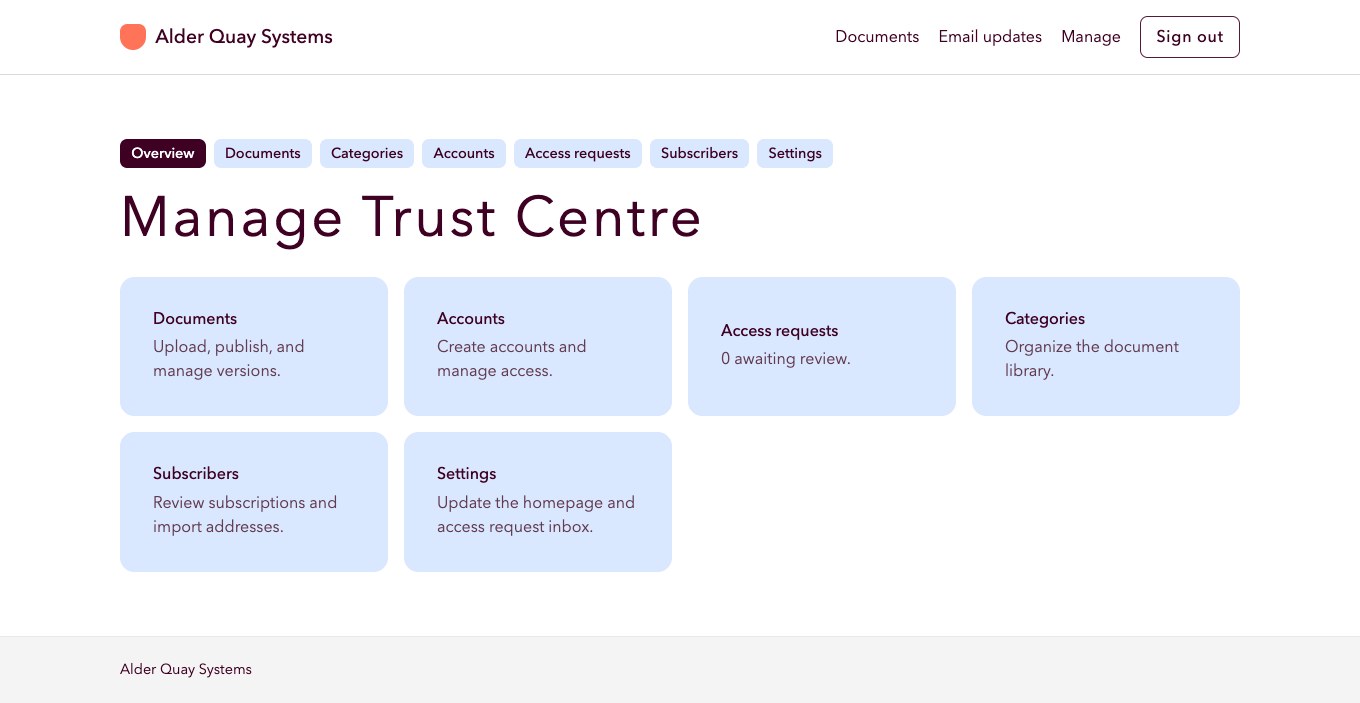 Alder Quay Systems
Documents
Email updates
Manage
Sign out
Overview
Documents
Categories
Accounts
Access requests
Subscribers
Settings
Manage Trust Centre
Documents
Upload, publish, and
manage versions.
Accounts
Create accounts and
manage access.
Access requests
0 awaiting review.
Categories
Organize the document
library.
Subscribers
Review subscriptions and
import addresses.
Settings
Update the homepage and
access request inbox.
Alder Quay Systems